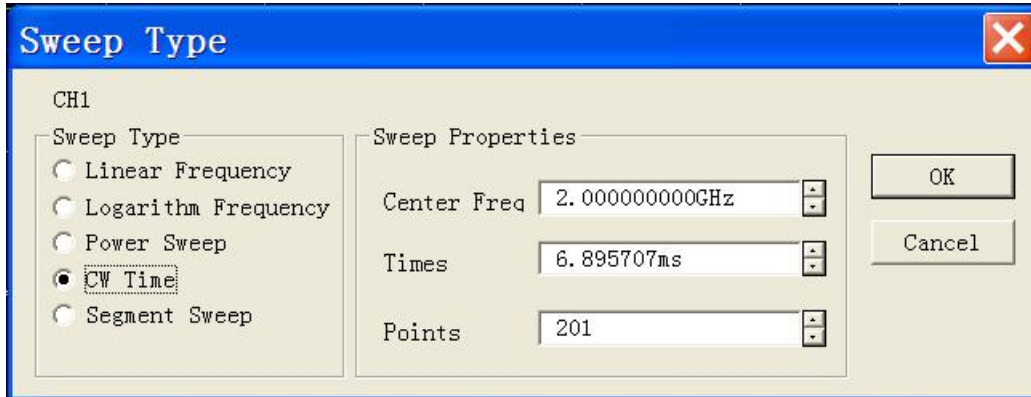 Sweep Type
CH1
Sweep Type
Linear Frequency
Logarithm Frequency
Power Sweep
CW Time
Segment Sweep
Sweep Properties
Center Freq 2.000000000GHz
Times 6.895707ms
Points 201
OK
Cancel